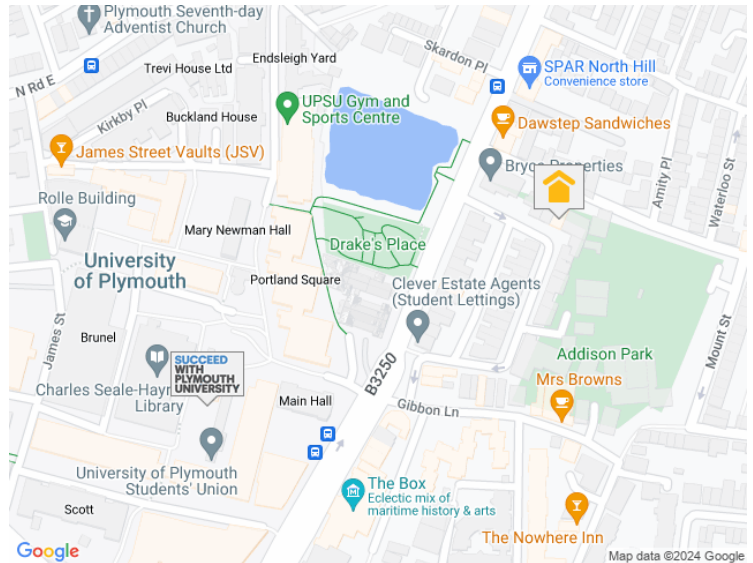 Plymouth Seventh-day
Adventist Church
Endsleigh Yard
Skardon Pl
SPAR North Hill
Convenience store
N Rd E
Trevi House Ltd
Kirkby Pl
Buckland House
UPSU Gym and
Sports Centre
Dawstep Sandwiches
James Street Vaults (JSV)
Bryce Properties
Amity Pl
Waterloo St
Rolle Building
Mary Newman Hall
Drake's Place
University
of Plymouth
Portland Square
Clever Estate Agents
(Student Lettings)
James St
Brunel
Mount St
B3250
Addison Park
SUCCEED
WITH
PLYMOUTH
UNIVERSITY
Charles Seale-Hayn
Library
Mrs Browns
Main Hall
Gibbon Ln
University of Plymouth
Students' Union
The Box
Eclectic mix of
maritime history & arts
Scott
The Nowhere Inn
Google
Map data ©2024 Google